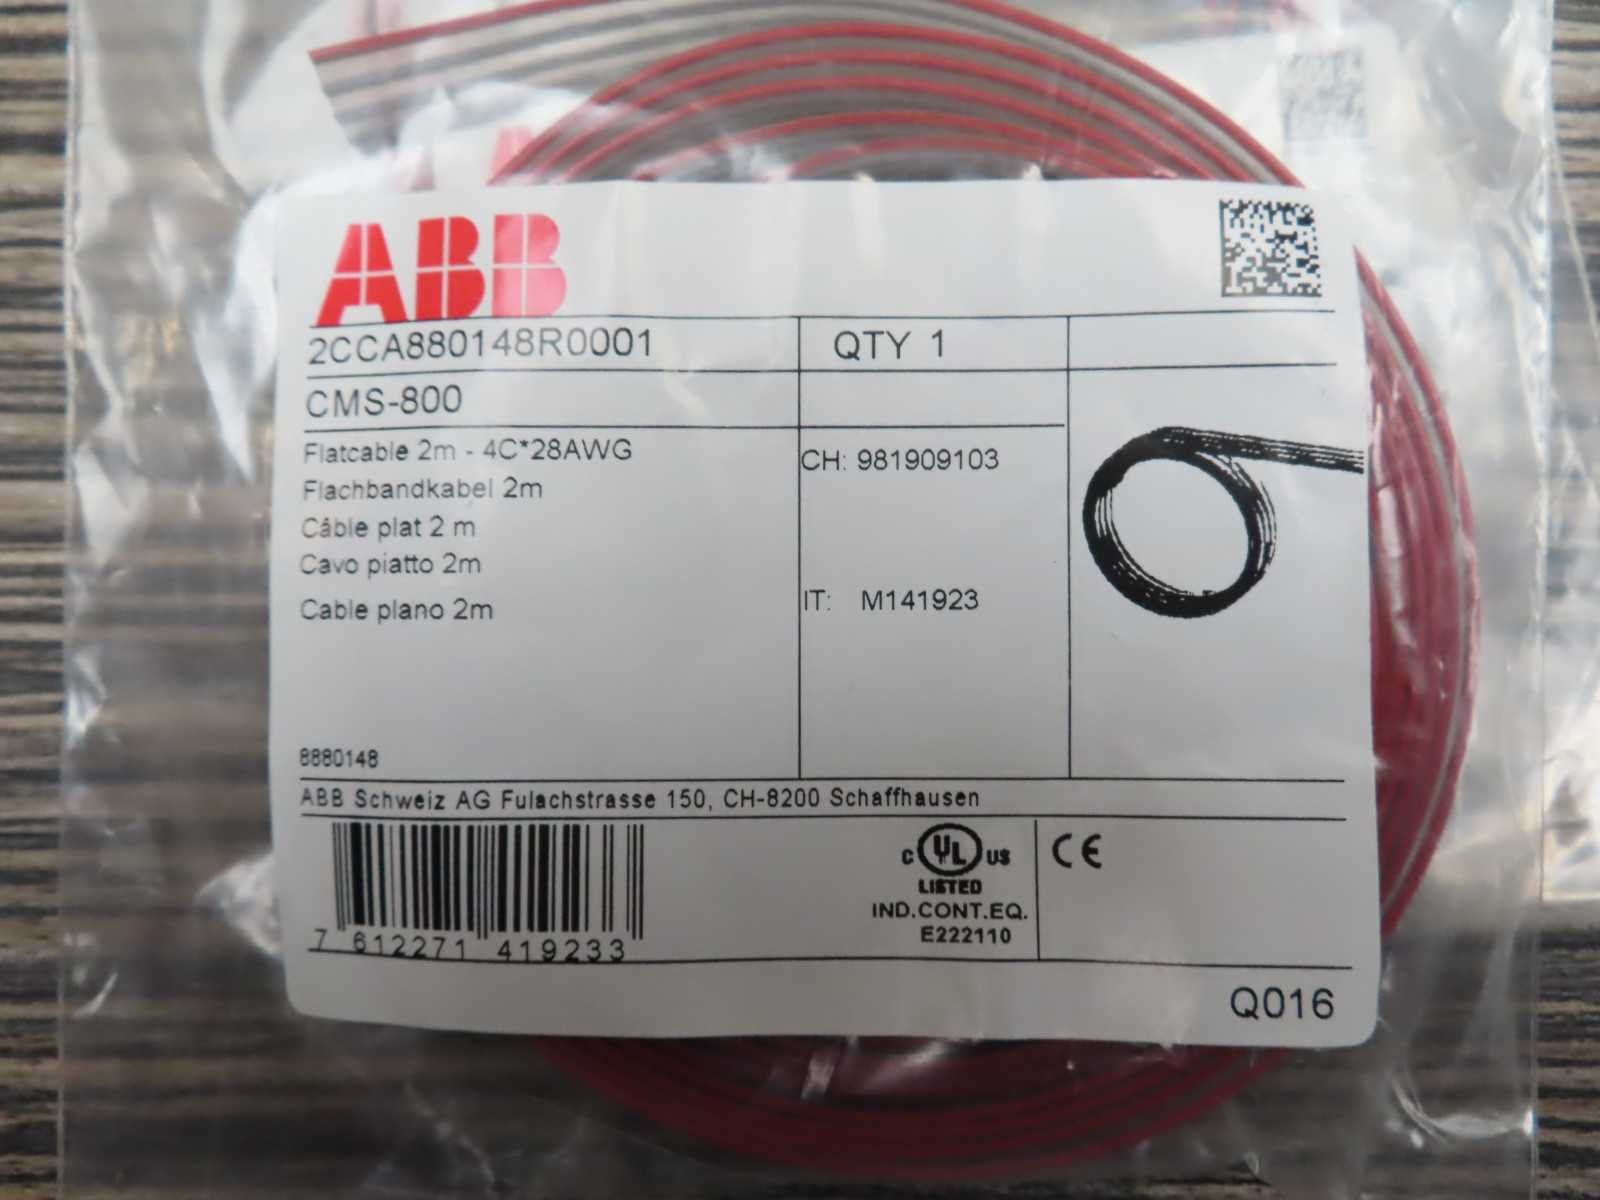 ABB
2CCA880148R0001 QTY 1
CMS-800
Flatcable 2m - 4C*28AWG
Flachbandkabel 2m
Câble plat 2 m
Cavo piatto 2m
Cable plano 2m
CH: 981909103
IT: M141923
8880148
ABB Schweiz AG Fulachstrasse 150, CH-8200 Schaffhausen
7 612271 419233
C UL US
LISTED
IND.CONT.EQ.
E222110
CE
Q016